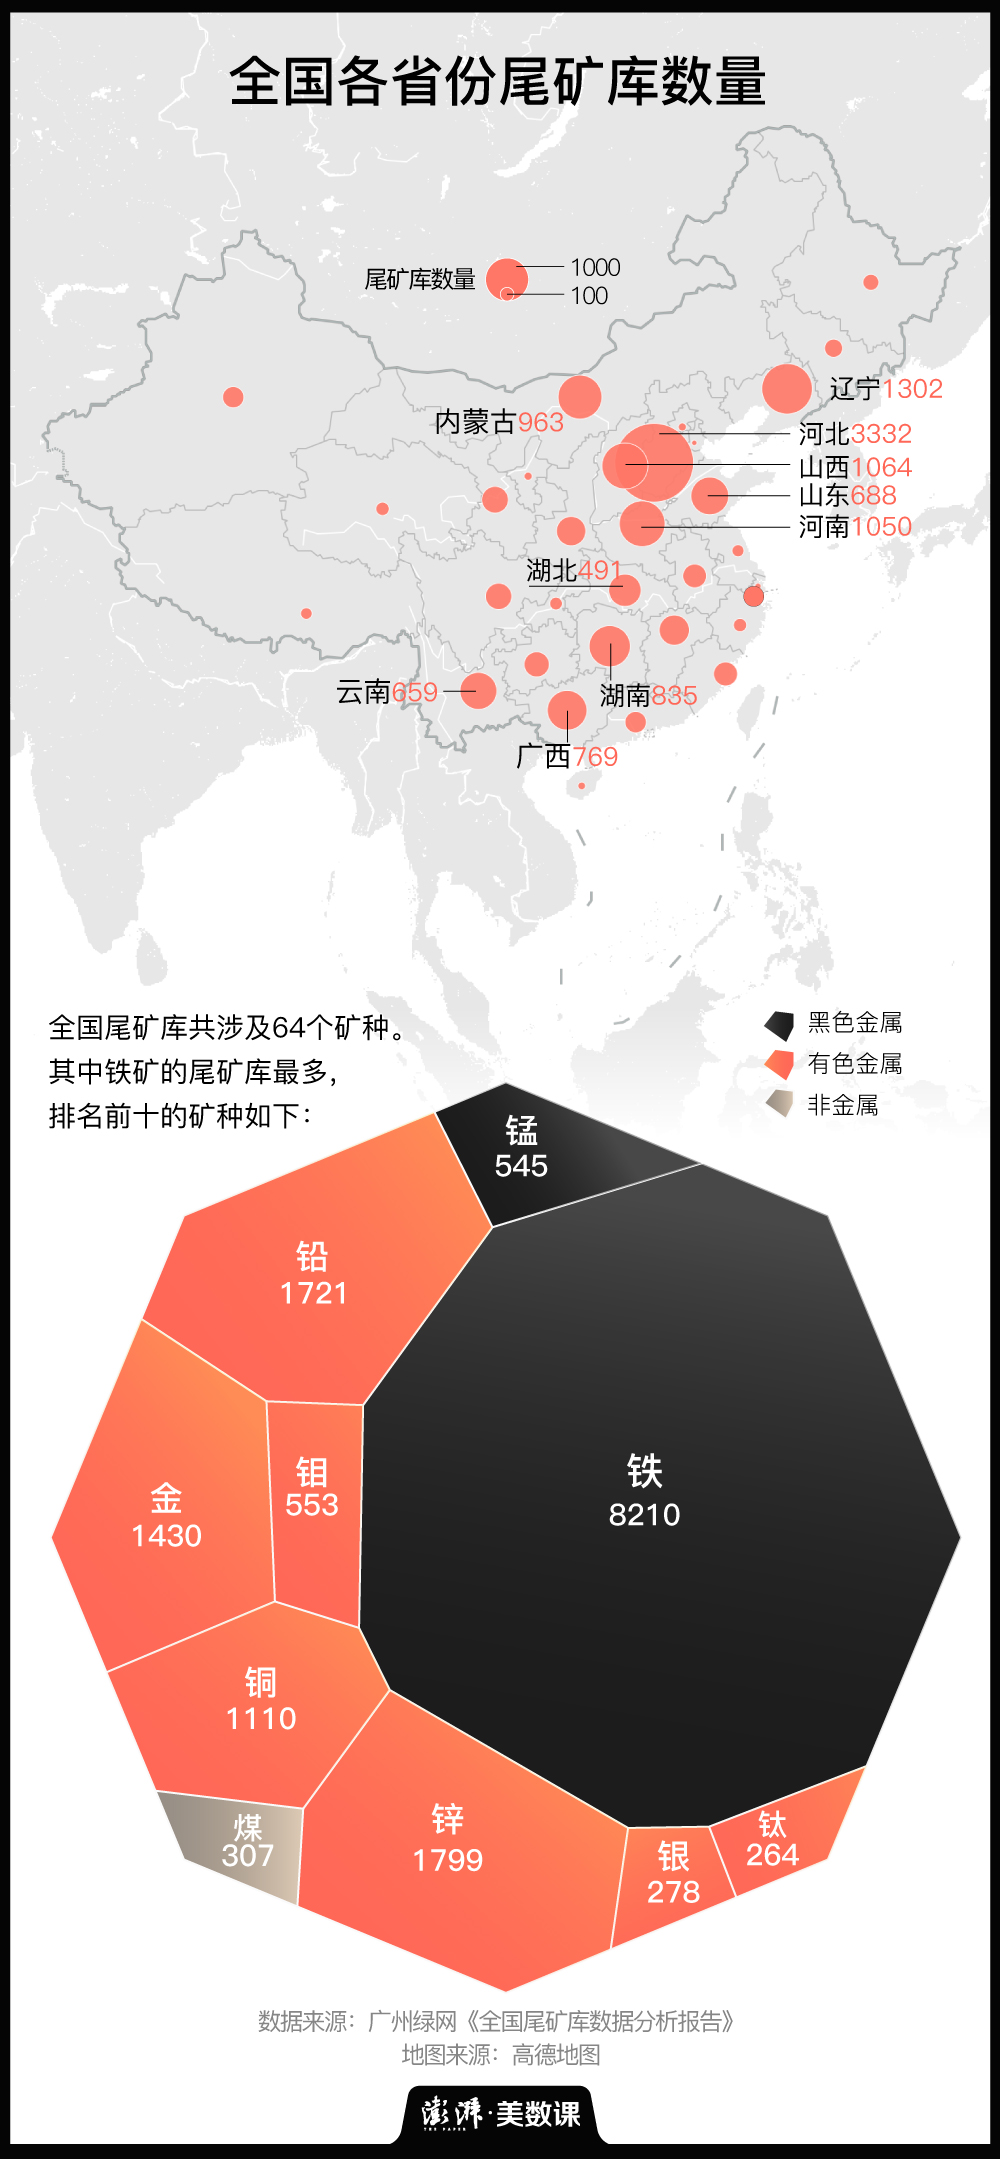 全国各省份尾矿库数量
尾矿库数量
1000
100
辽宁1302
内蒙古963
河北3332
山西1064
山东688
河南1050
湖北491
云南659
湖南835
广西769
全国尾矿库共涉及64个矿种。
其中铁矿的尾矿库最多，
排名前十的矿种如下：
黑色金属
有色金属
非金属
锰
545
铅
1721
铁
8210
钼
553
金
1430
铜
1110
煤
307
锌
1799
银
278
钛
264
数据来源：广州绿网《全国尾矿库数据分析报告》
地图来源：高德地图
澎湃·美数课
THE PAPER